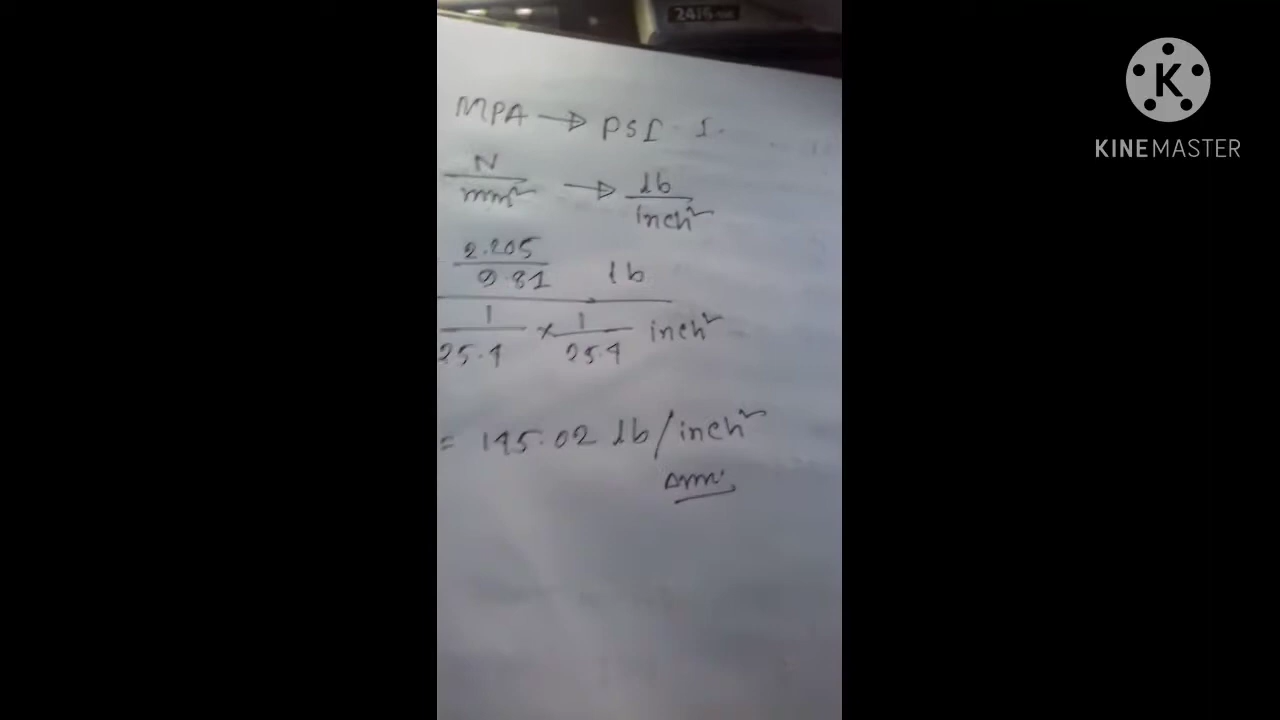 2415
MPA → PSI 1.
N/mm² → lb/inch²
2.205/9.81 lb
1/25.4 × 1/25.4 inch²
= 145.02 lb/inch²
Ans.
K
KINEMASTER